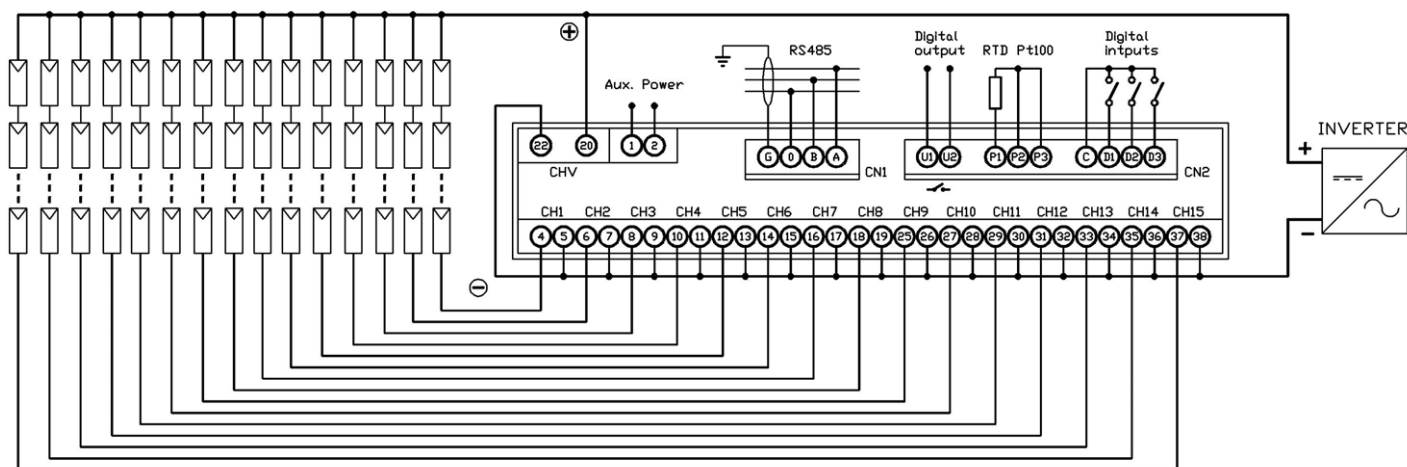 ⊕
Digital output
RS485
RTD Pt100
Digital intputs
Aux. Power
INVERTER
22 20 1 2
G 0 B A
U1 U2 P1 P2 P3 C D1 D2 D3
+
CHV
CN1
CN2
CH1 CH2 CH3 CH4 CH5 CH6 CH7 CH8 CH9 CH10 CH11 CH12 CH13 CH14 CH15
4 5 6 7 8 9 10 11 12 13 14 15 16 17 18 19 25 26 27 28 29 30 31 32 33 34 35 36 37 38
−
⊖